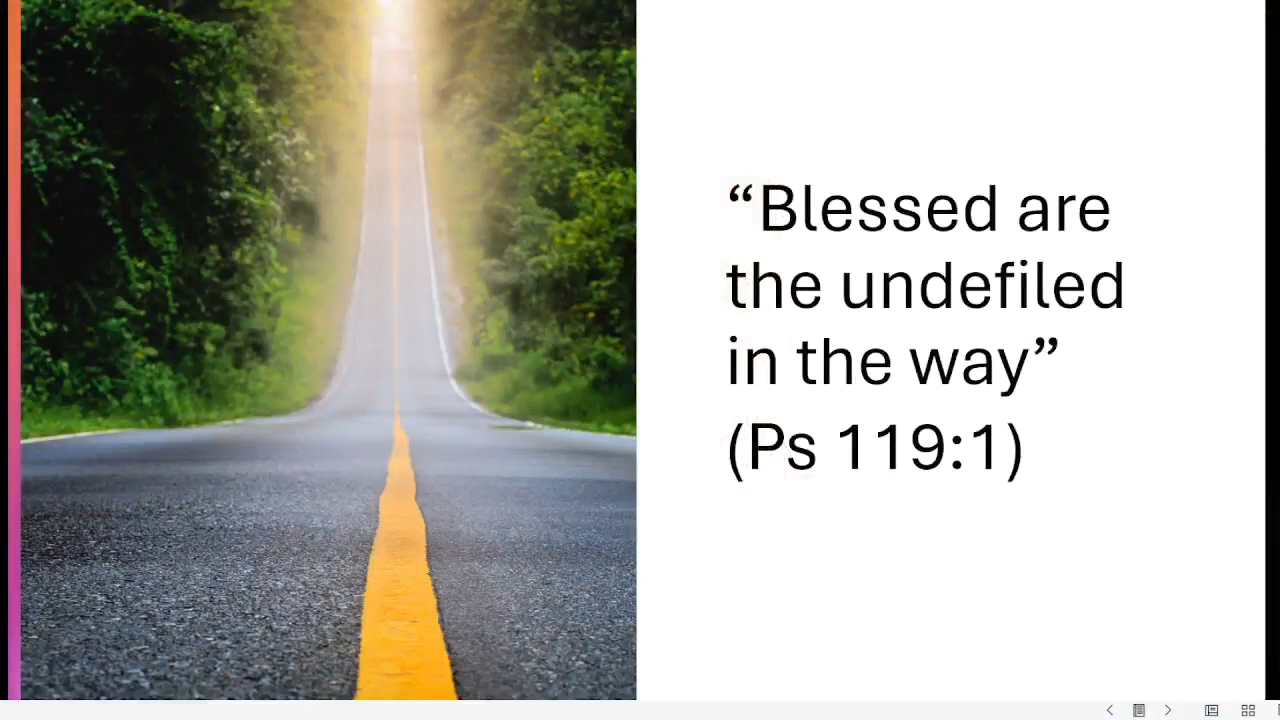 “Blessed are
the undefiled
in the way”
(Ps 119:1)